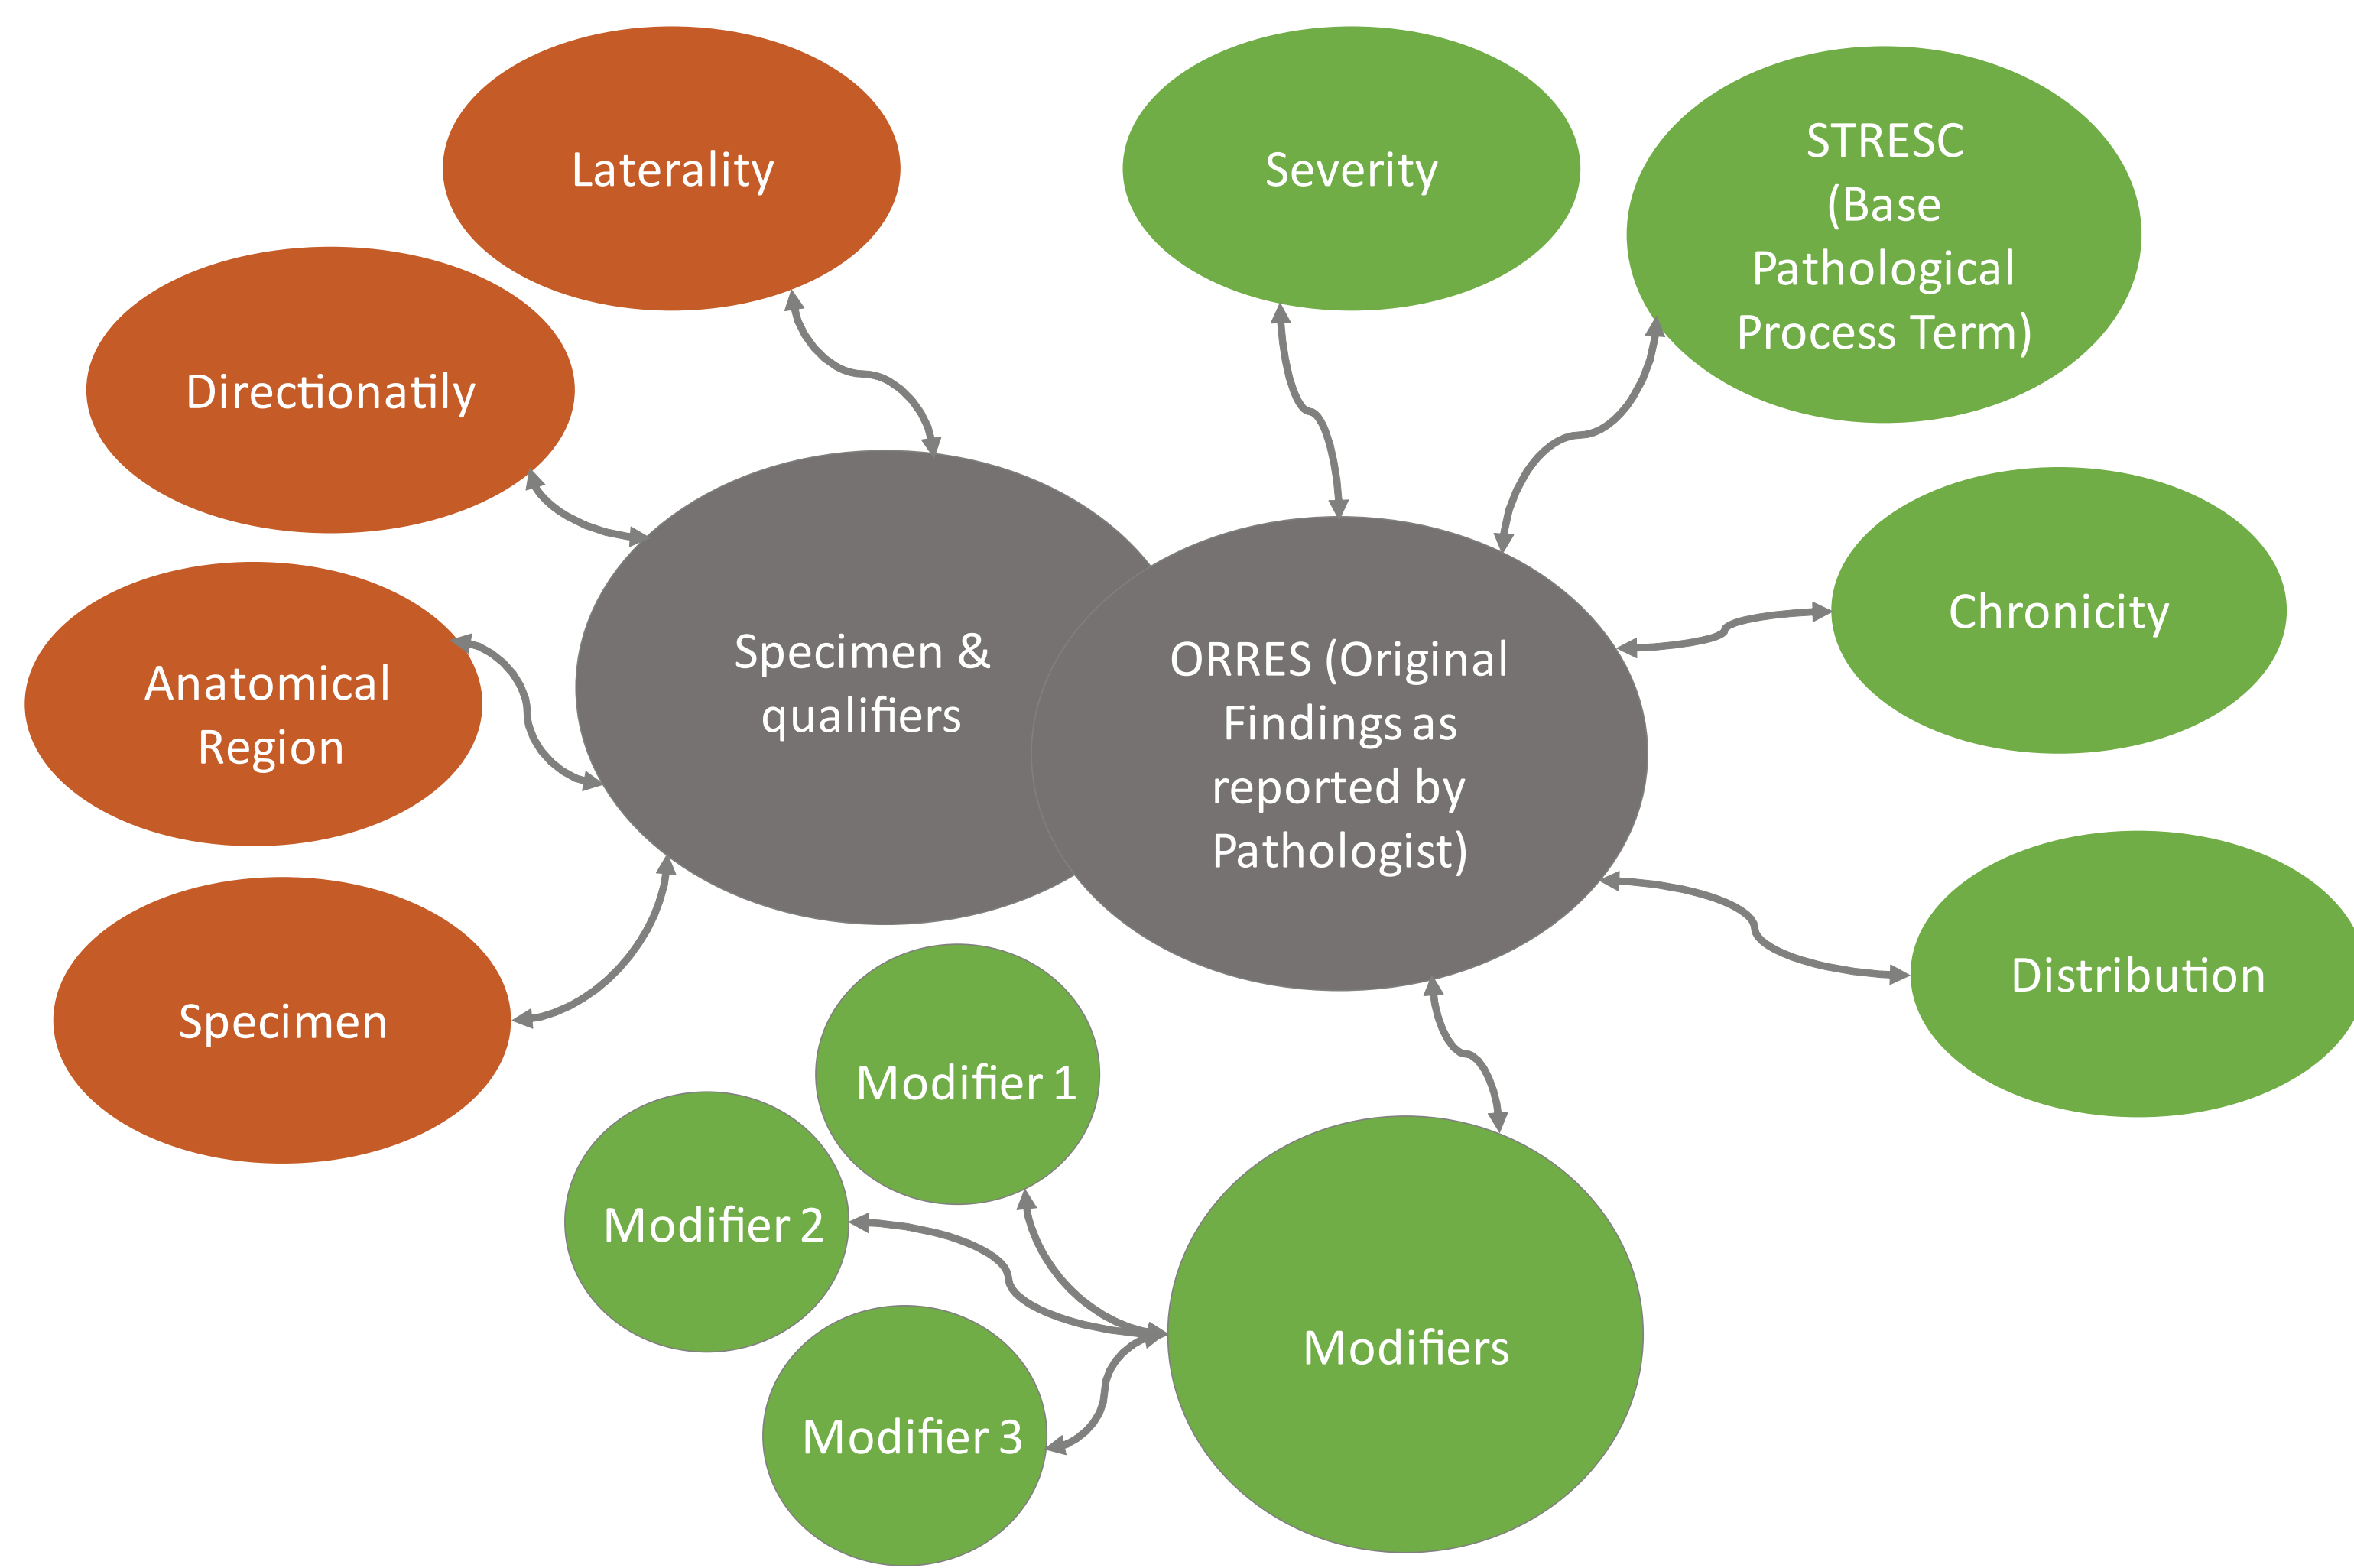 Laterality
Severity
STRESC
(Base
Pathological
Process Term)
Directionatily
Chronicity
Specimen &
qualifiers
ORRES (Original
Findings as
reported by
Pathologist)
Anatomical
Region
Distribution
Specimen
Modifier 1
Modifier 2
Modifiers
Modifier 3